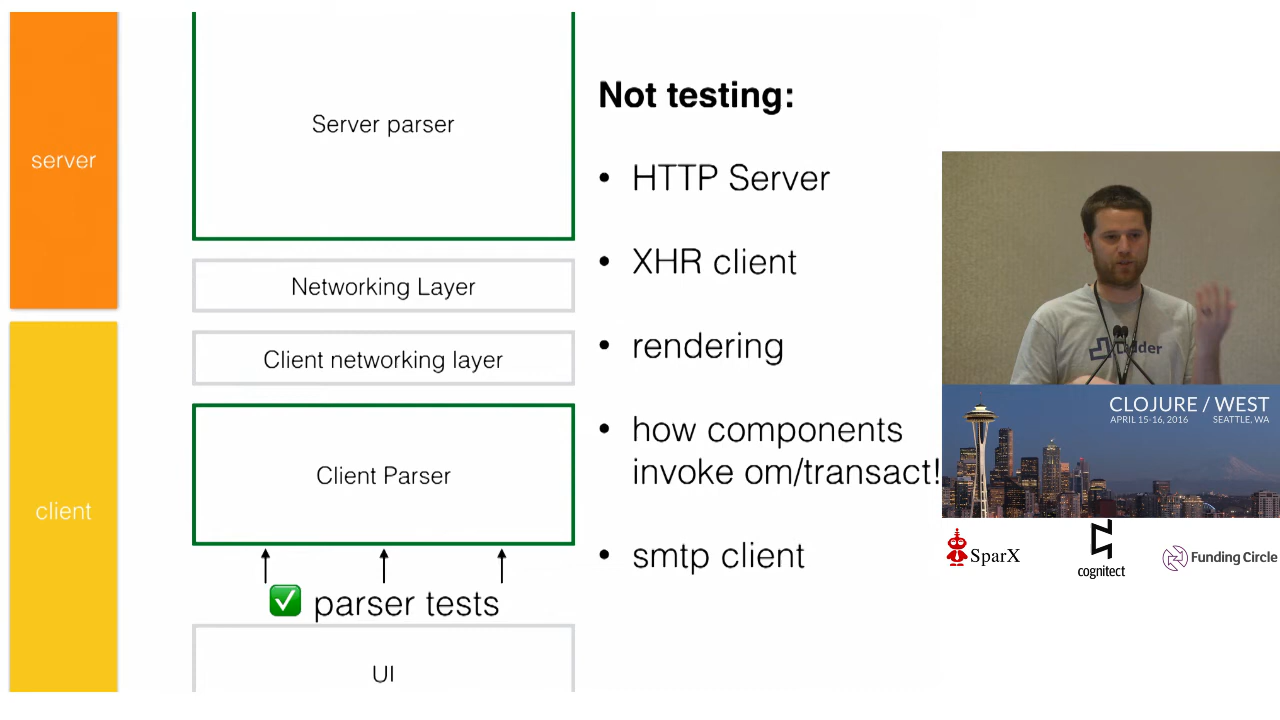 server
client
Server parser
Networking Layer
Client networking layer
Client Parser
✅ parser tests
UI
Not testing:
• HTTP Server
• XHR client
• rendering
• how components
invoke om/transact!
• smtp client
Ladder
CLOJURE / WEST
APRIL 15-16, 2016 SEATTLE, WA
SparX
cognitect
Funding Circle